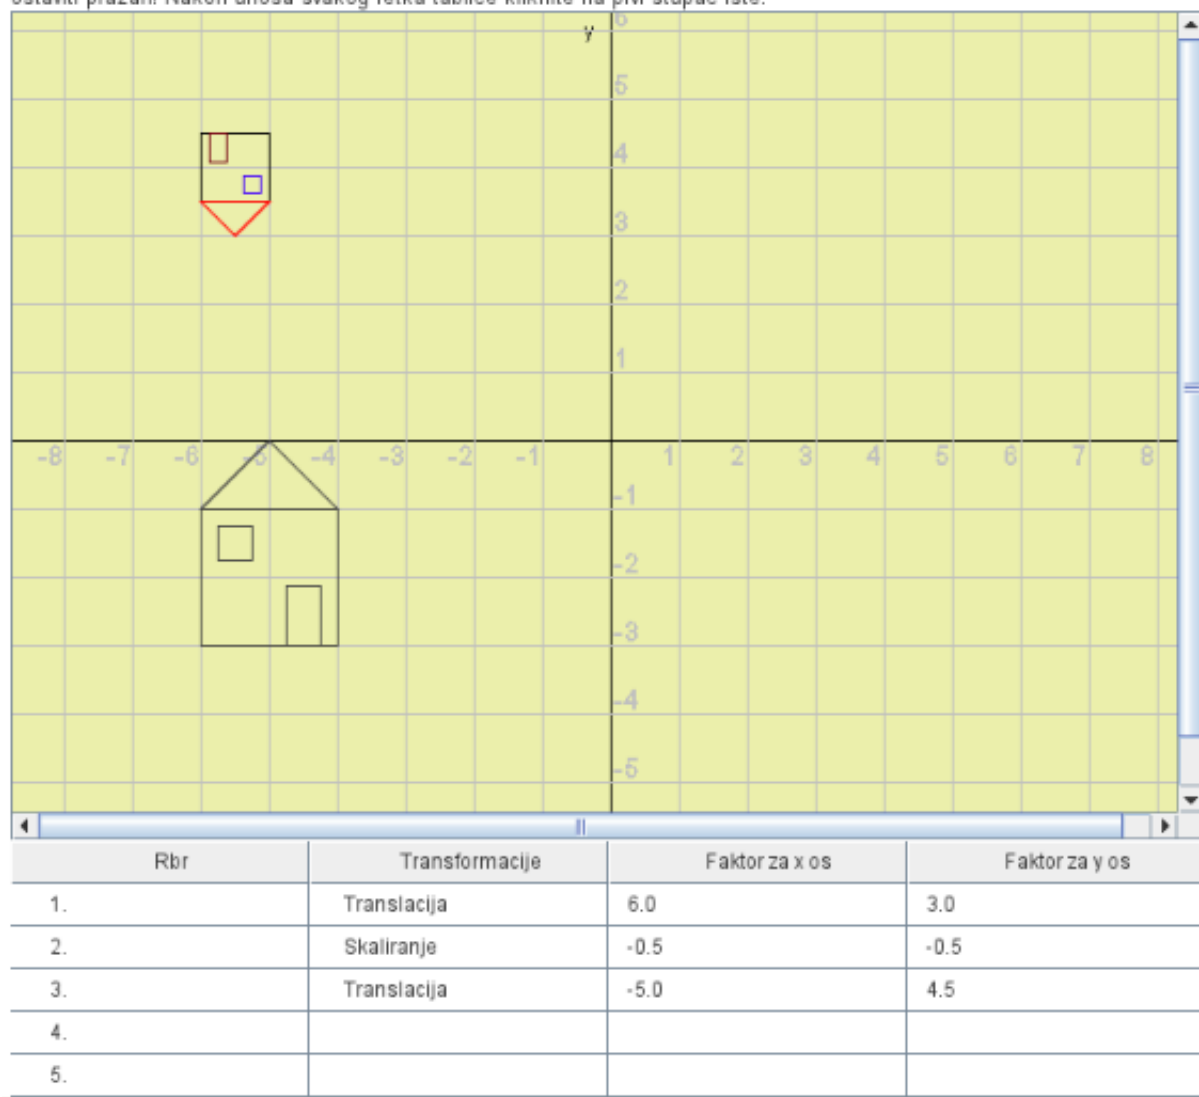 y
6
5
4
3
2
1
-8 -7 -6 -5 -4 -3 -2 -1 1 2 3 4 5 6 7 8
-1
-2
-3
-4
-5
Rbr Transformacije Faktor za x os Faktor za y os
1. Translacija 6.0 3.0
2. Skaliranje -0.5 -0.5
3. Translacija -5.0 4.5
4.
5.